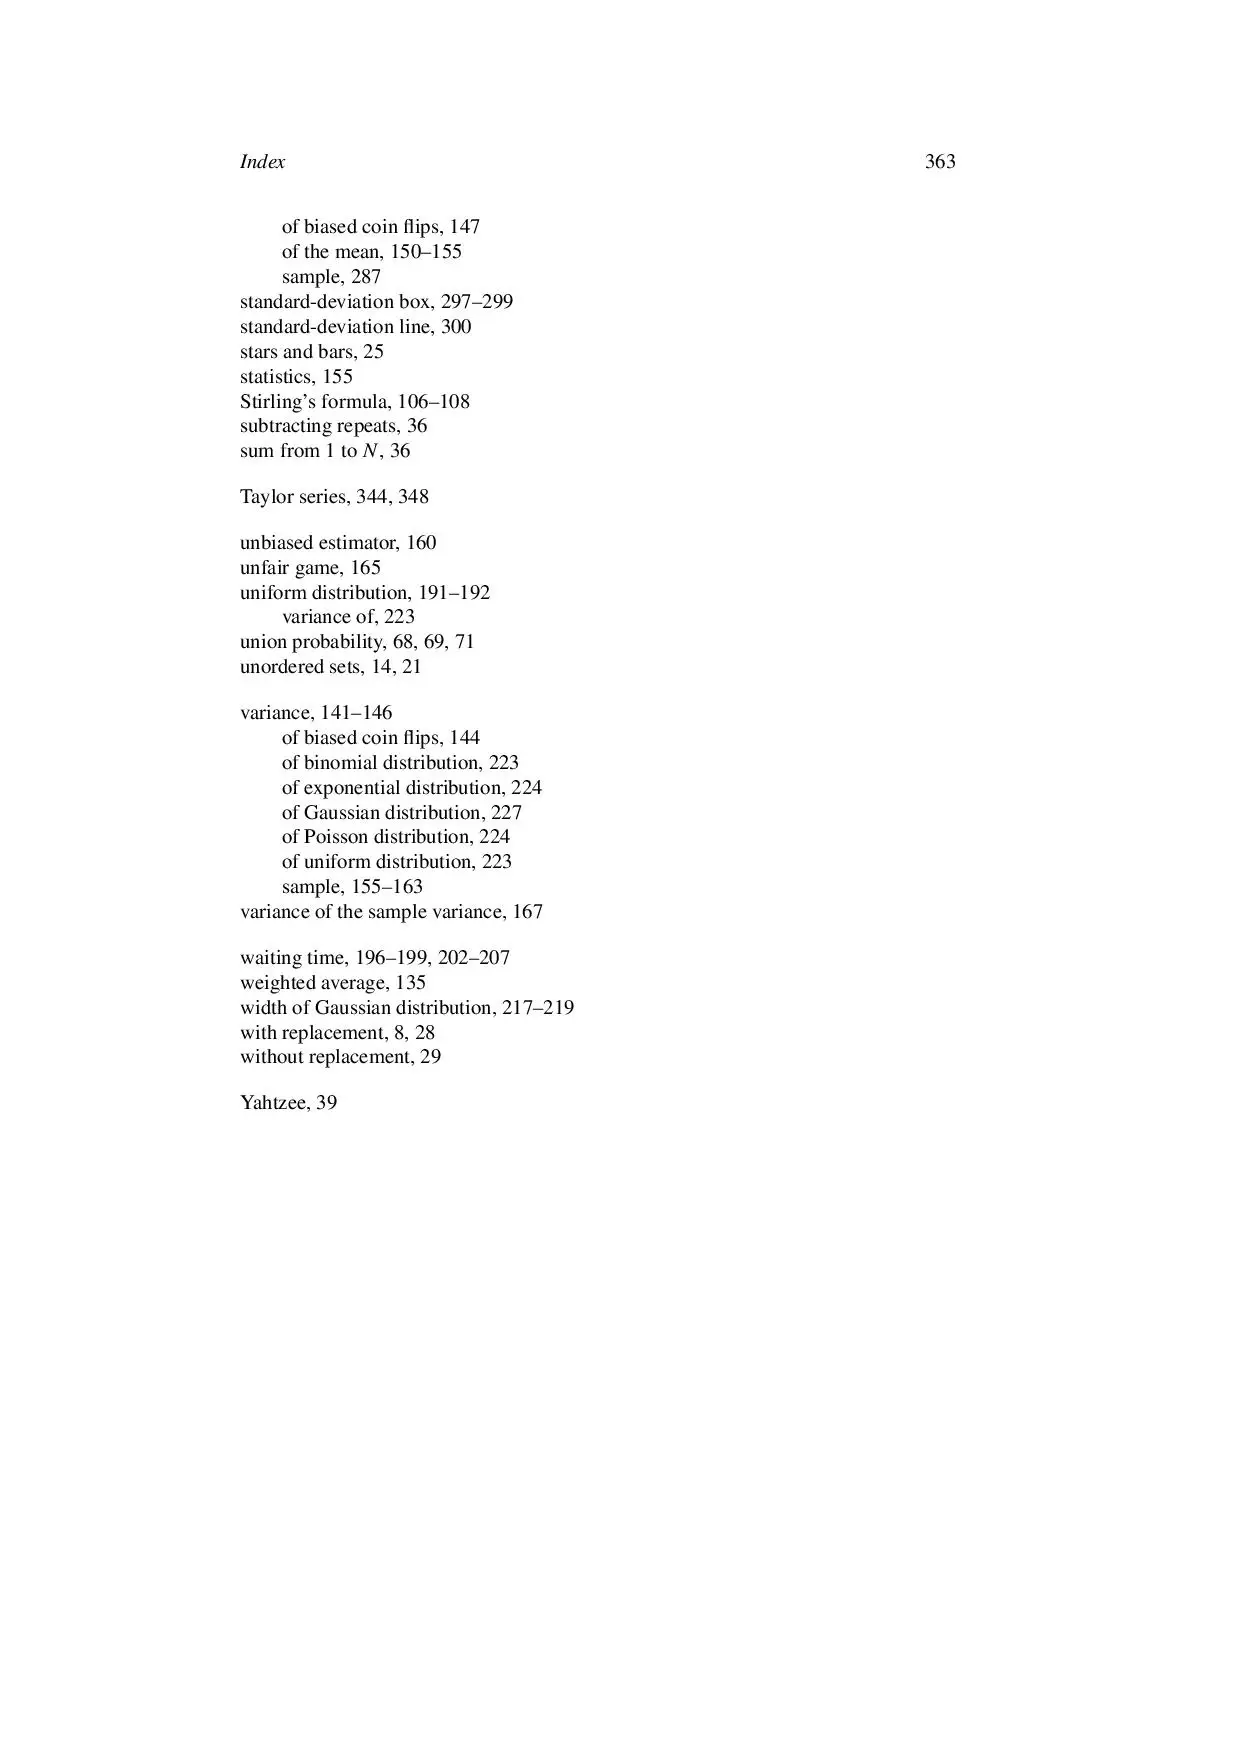 Index 363
of biased coin flips, 147
of the mean, 150–155
sample, 287
standard-deviation box, 297–299
standard-deviation line, 300
stars and bars, 25
statistics, 155
Stirling’s formula, 106–108
subtracting repeats, 36
sum from 1 to N, 36
Taylor series, 344, 348
unbiased estimator, 160
unfair game, 165
uniform distribution, 191–192
variance of, 223
union probability, 68, 69, 71
unordered sets, 14, 21
variance, 141–146
of biased coin flips, 144
of binomial distribution, 223
of exponential distribution, 224
of Gaussian distribution, 227
of Poisson distribution, 224
of uniform distribution, 223
sample, 155–163
variance of the sample variance, 167
waiting time, 196–199, 202–207
weighted average, 135
width of Gaussian distribution, 217–219
with replacement, 8, 28
without replacement, 29
Yahtzee, 39